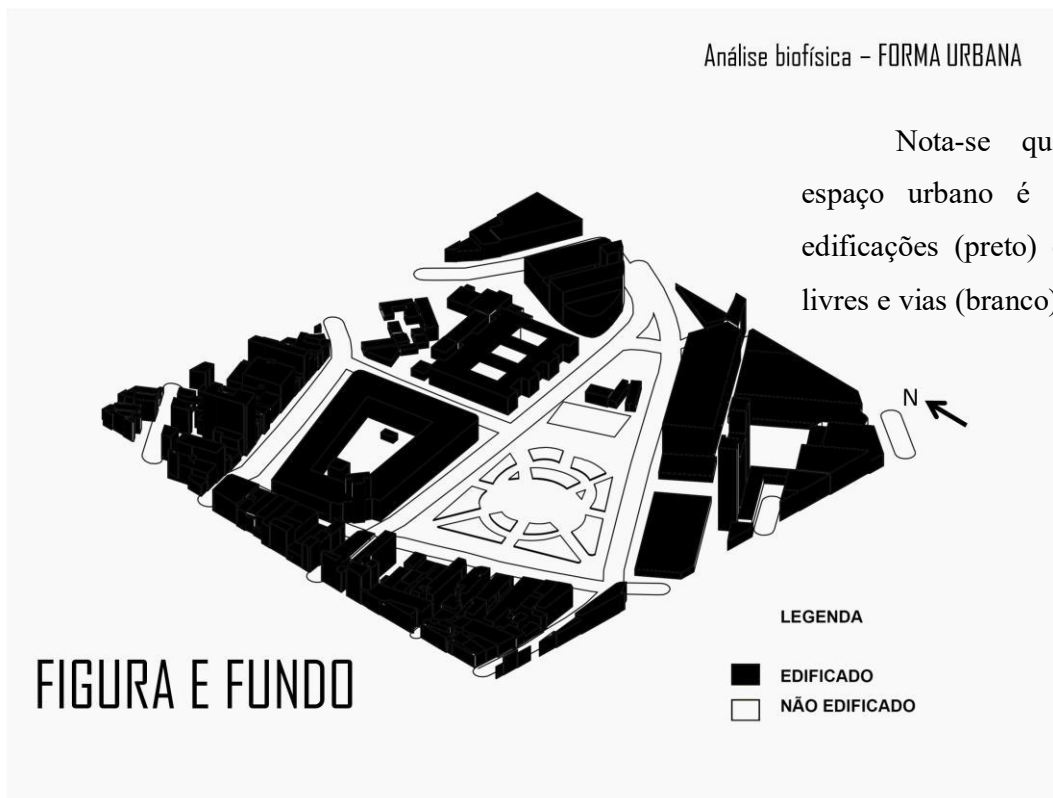 Análise biofísica – FORMA URBANA
Nota-se qu
espaço urbano é
edificações (preto)
livres e vias (branco)
N
LEGENDA
EDIFICADO
NÃO EDIFICADO
FIGURA E FUNDO